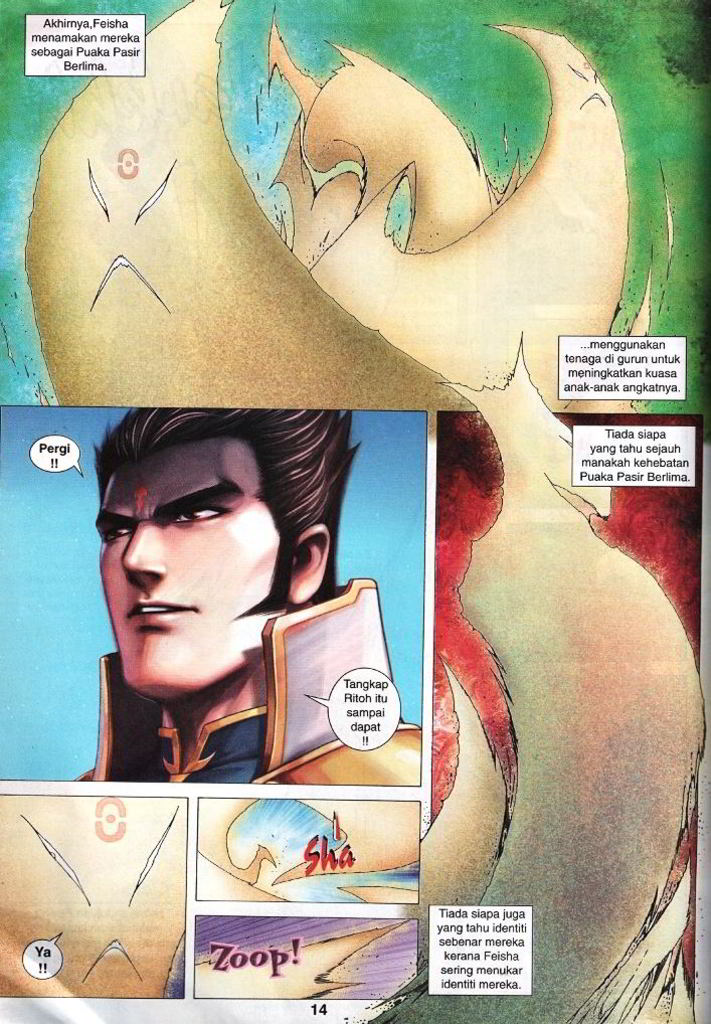 Akhirnya,Feisha
menamakan mereka
sebagai Puaka Pasir
Berlima.
...menggunakan
tenaga di gurun untuk
meningkatkan kuasa
anak-anak angkatnya.
Tiada siapa
yang tahu sejauh
manakah kehebatan
Puaka Pasir Berlima.
Pergi
!!
Tangkap
Ritoh itu
sampai
dapat
!!
Ya
!!
Sha
Zoop!
Tiada siapa juga
yang tahu identiti
sebenar mereka
kerana Feisha
sering menukar
identiti mereka.
14